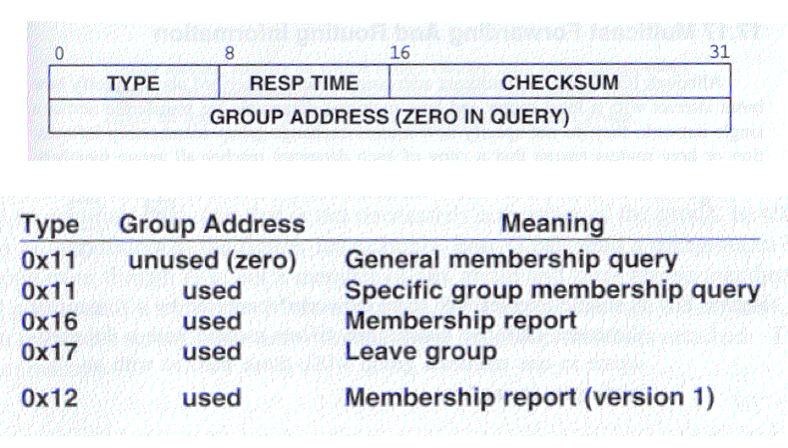 0 8 16 31
TYPE RESP TIME CHECKSUM
GROUP ADDRESS (ZERO IN QUERY)
Type Group Address Meaning
0x11 unused (zero) General membership query
0x11 used Specific group membership query
0x16 used Membership report
0x17 used Leave group
0x12 used Membership report (version 1)